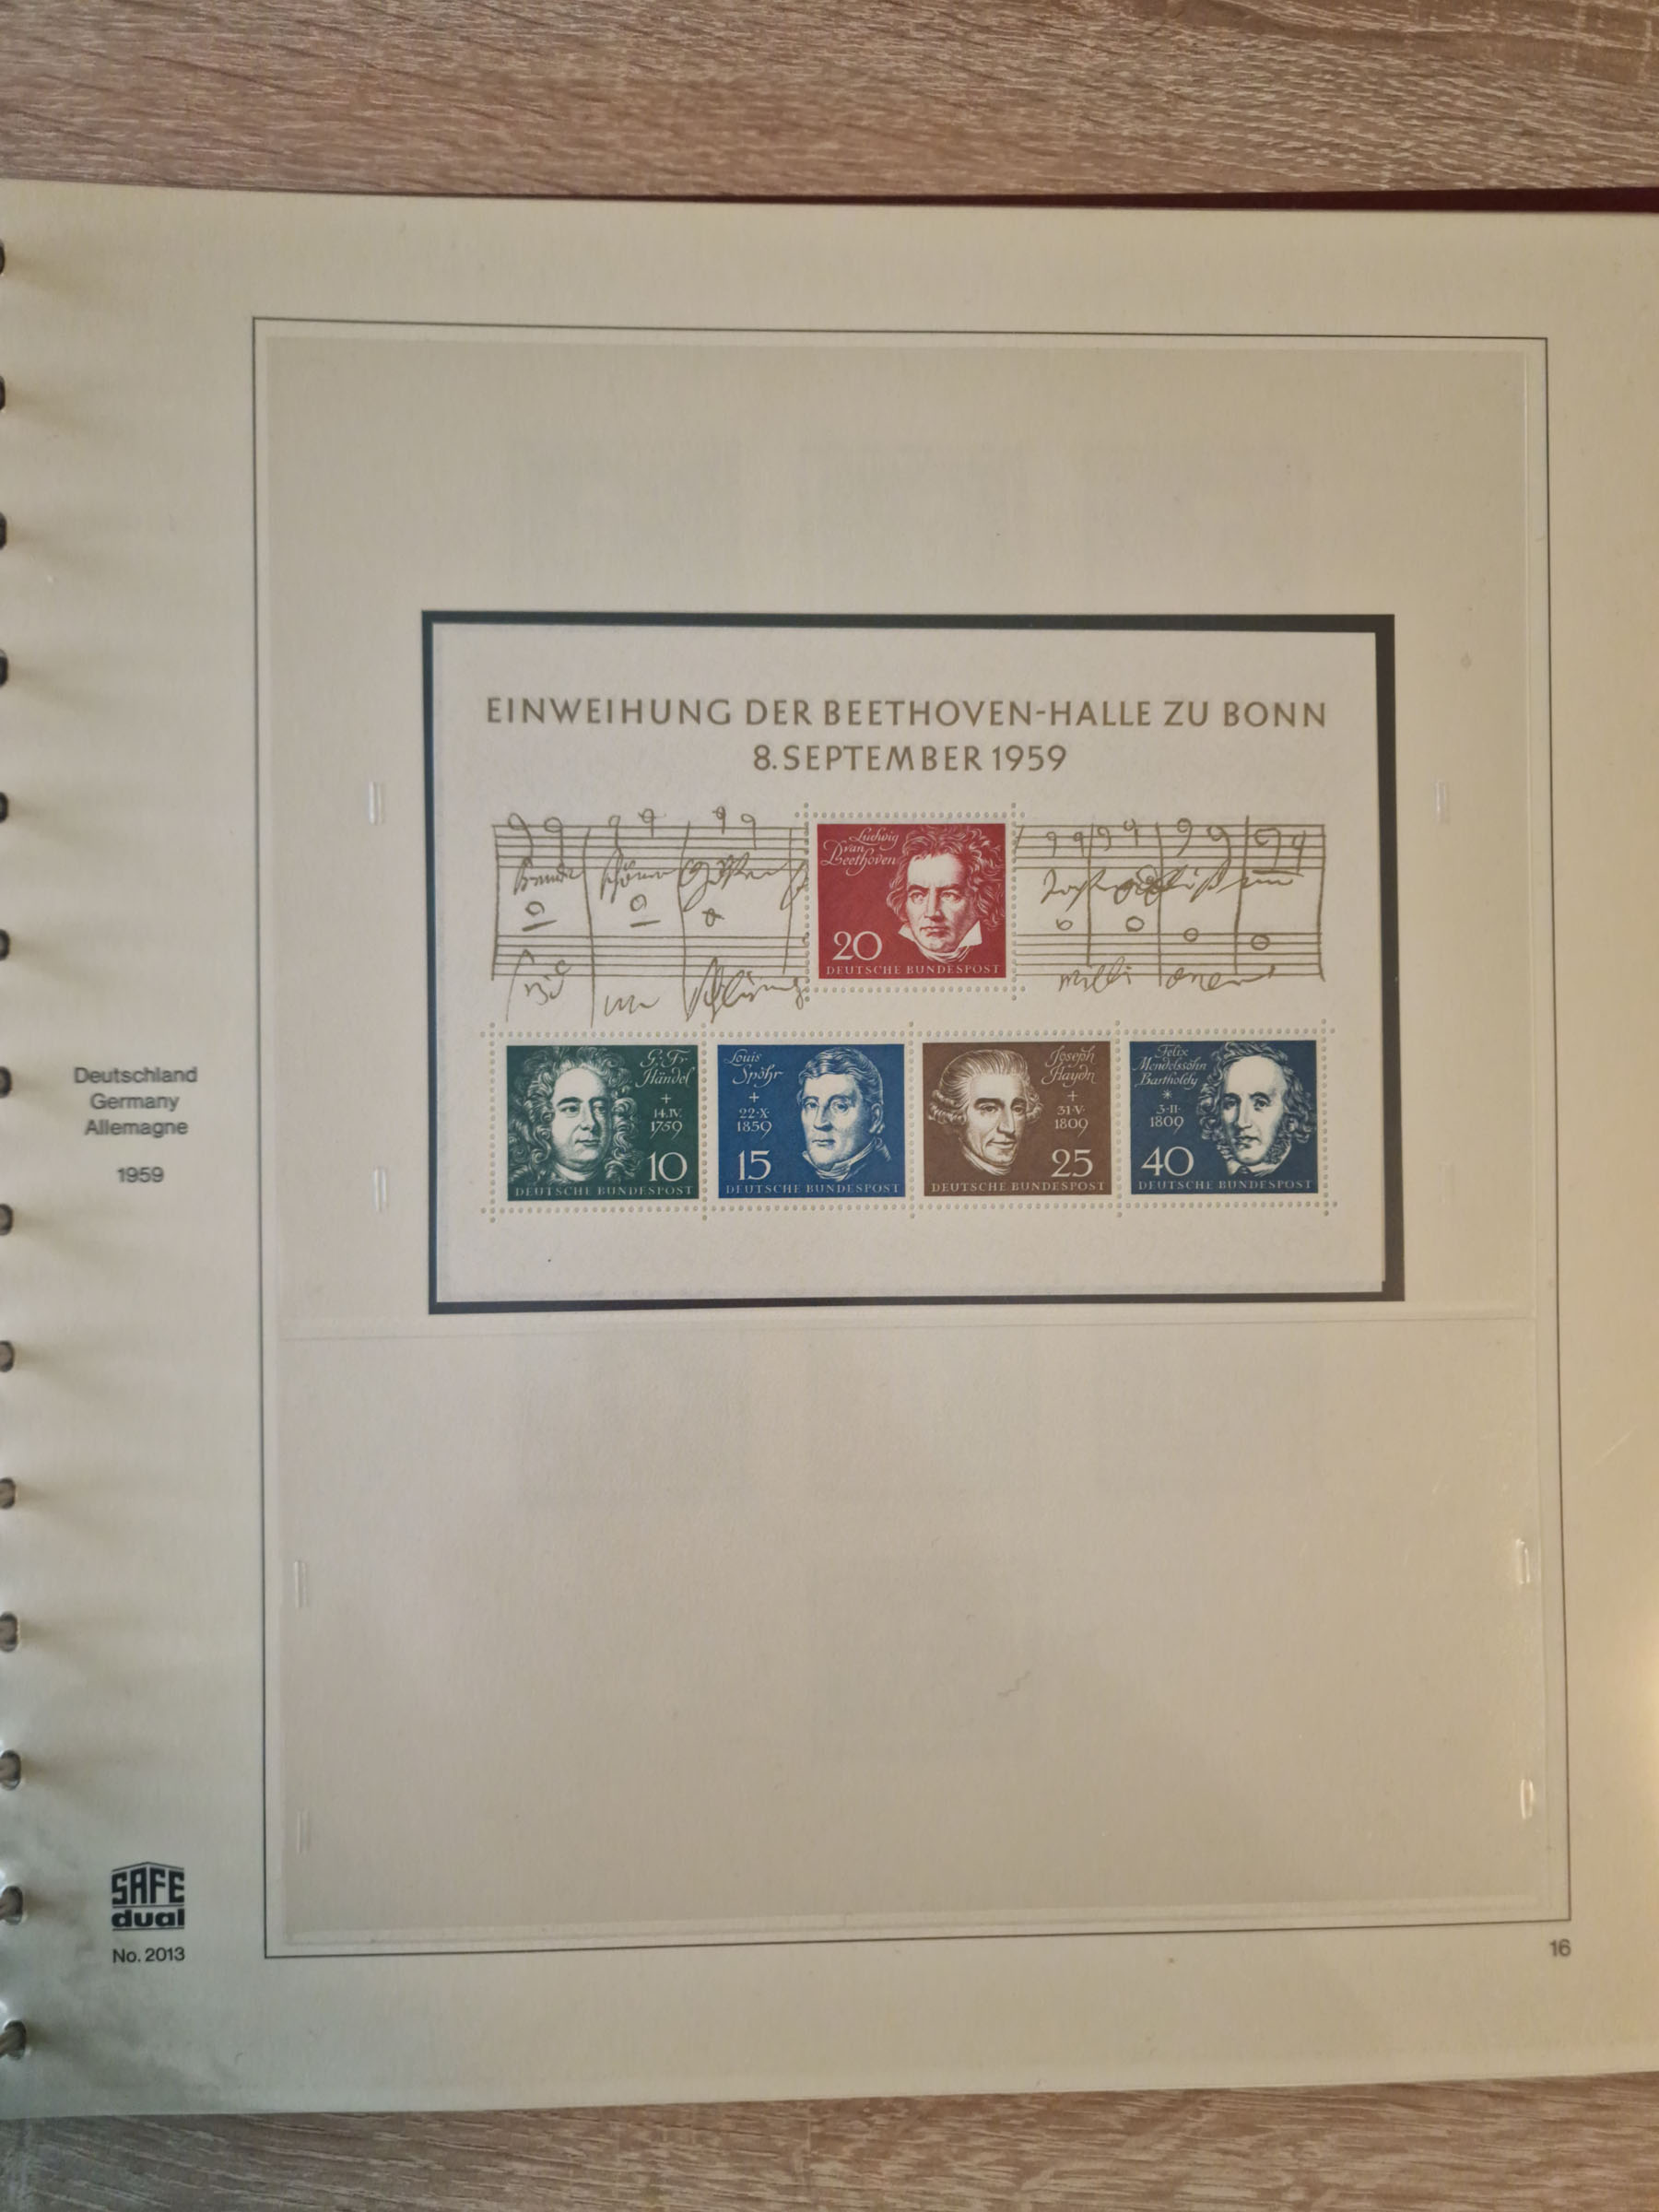 EINWEIHUNG DER BEETHOVEN-HALLE ZU BONN
8. SEPTEMBER 1959
Ludwig
van
Beethoven
20
DEUTSCHE BUNDESPOST
milli onen
G. Fr.
Händel
+
14.IV.
1759
10
DEUTSCHE BUNDESPOST
Louis
Spohr
+
22·X·
1859
15
DEUTSCHE BUNDESPOST
Joseph
Haydn
+
31·V·
1809
25
DEUTSCHE BUNDESPOST
Felix
Mendelssohn
Bartholdy
*
3·II·
1809
40
DEUTSCHE BUNDESPOST
Deutschland
Germany
Allemagne
1959
SAFE
dual
No. 2013
16